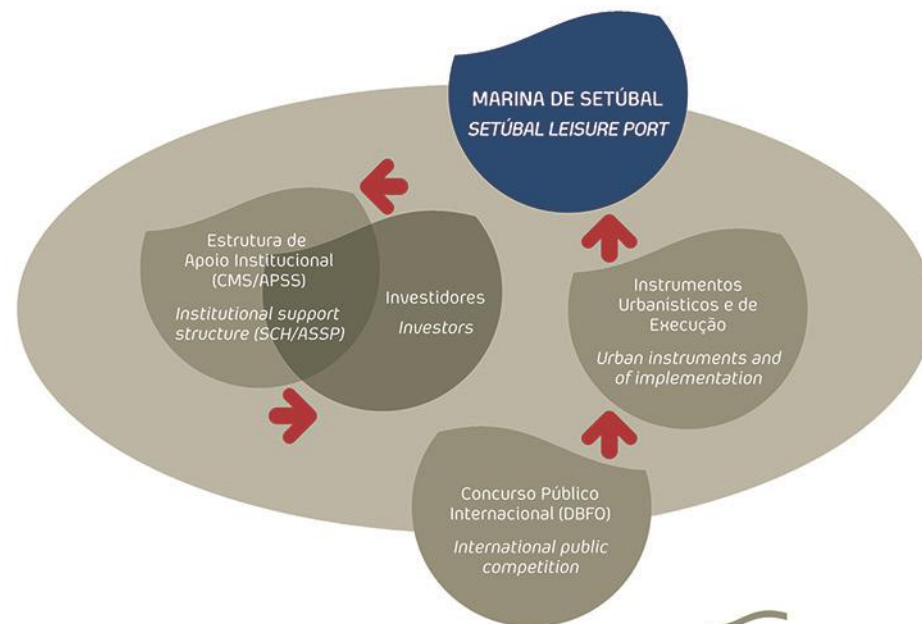 MARINA DE SETÚBAL
SETÚBAL LEISURE PORT
Estrutura de
Apoio Institucional
(CMS/APSS)
Institutional support
structure (SCH/ASSP)
Investidores
Investors
Instrumentos
Urbanísticos e de
Execução
Urban instruments and
of implementation
Concurso Público
Internacional (DBFO)
International public
competition